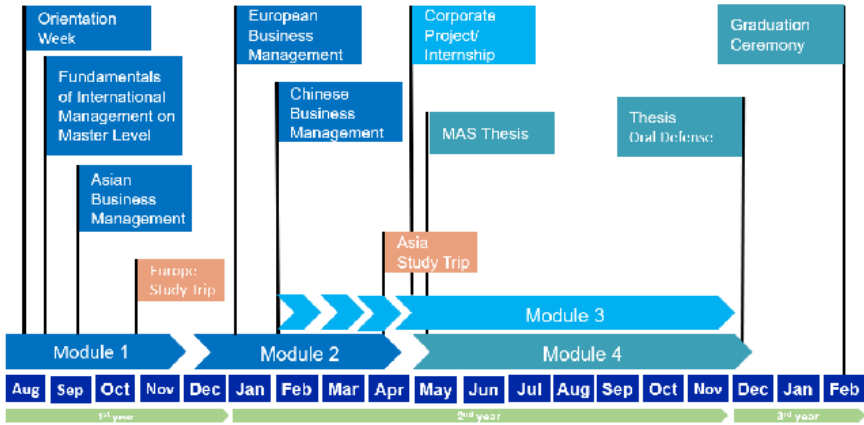 Orientation
Week
European
Business
Management
Corporate
Project/
Internship
Graduation
Ceremony
Fundamentals
of International
Management on
Master Level
Chinese
Business
Management
MAS Thesis
Thesis
Oral Defense
Asian
Business
Management
Europe
Study Trip
Asia
Study Trip
Module 3
Module 1
Module 2
Module 4
Aug Sep Oct Nov Dec Jan Feb Mar Apr May Jun Jul Aug Sep Oct Nov Dec Jan Feb
1st year 2nd year 3rd year